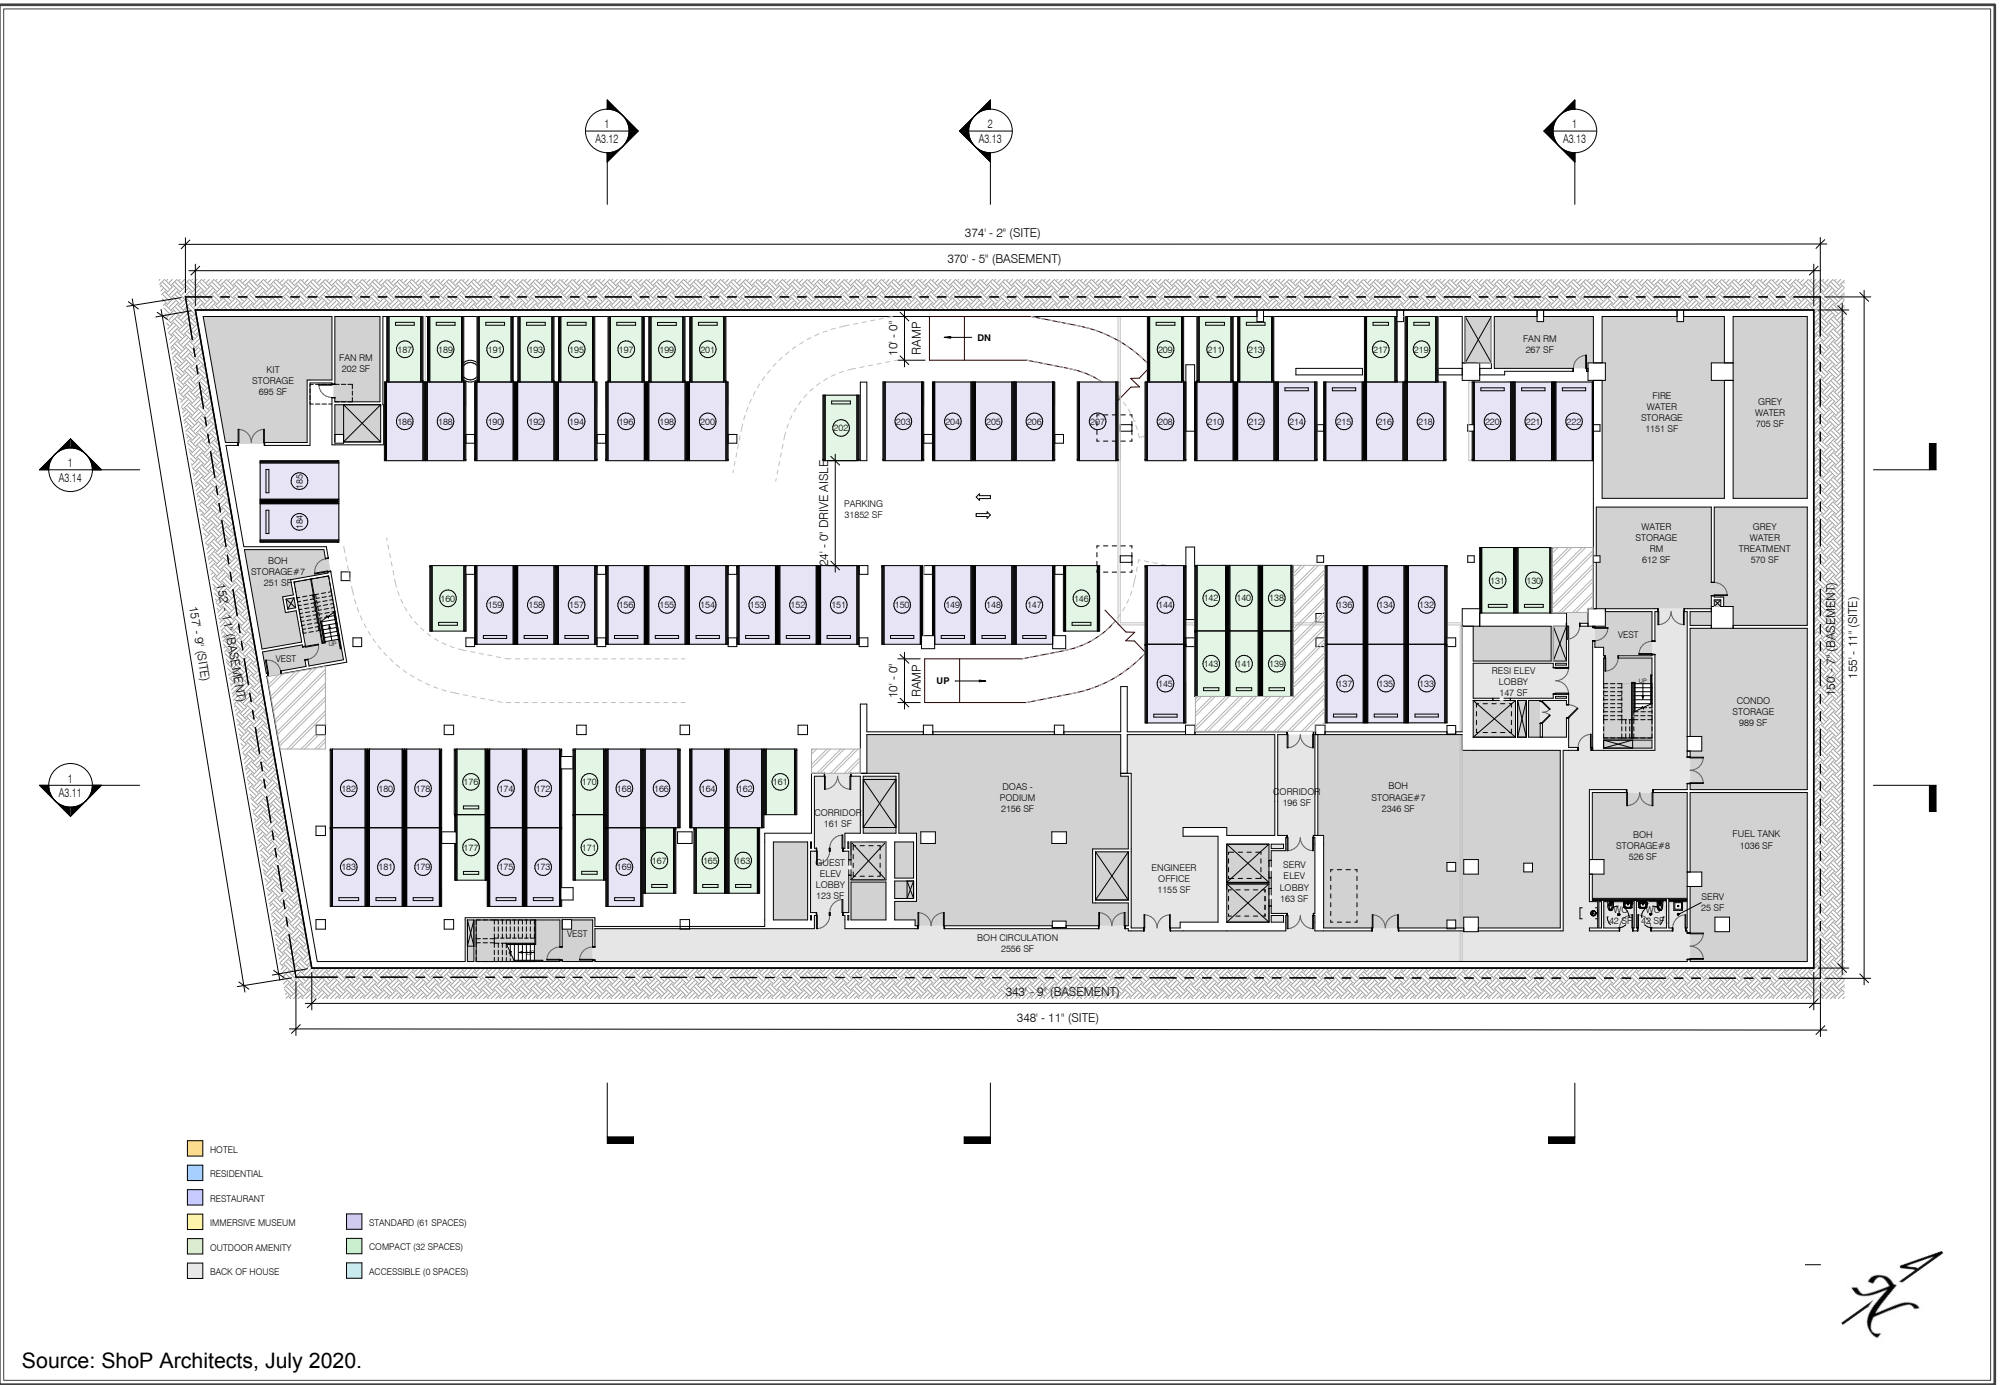 1
A3.12
2
A3.13
1
A3.13
374' - 2" (SITE)
370' - 5" (BASEMENT)
10' - 0"
RAMP
DN
187
189
191
193
195
197
199
201
209
211
213
217
219
FAN RM
267 SF
KIT
STORAGE
695 SF
FAN RM
202 SF
186
188
190
192
194
196
198
200
202
203
204
205
206
207
208
210
212
214
215
216
218
220
221
222
FIRE
WATER
STORAGE
1151 SF
GREY
WATER
705 SF
1
A3.14
185
184
24' - 0" DRIVE AISLE
PARKING
31852 SF
WATER
STORAGE
RM
612 SF
GREY
WATER
TREATMENT
570 SF
BOH
STORAGE#7
251 SF
UP
VEST
160
159
158
157
156
155
154
153
152
151
150
149
148
147
146
144
142
140
138
136
134
132
131
130
145
143
141
139
137
135
133
10' - 0"
RAMP
UP
VEST
RESI ELEV
LOBBY
147 SF
UP
CONDO
STORAGE
989 SF
157' - 9" (SITE)
152' - 11" (BASEMENT)
150' - 7" (BASEMENT)
155' - 11" (SITE)
1
A3.11
182
180
178
176
174
172
170
168
166
164
162
161
183
181
179
177
175
173
171
169
167
165
163
CORRIDOR
161 SF
GUEST
ELEV
LOBBY
123 SF
DOAS -
PODIUM
2156 SF
ENGINEER
OFFICE
1155 SF
CORRIDOR
196 SF
SERV
ELEV
LOBBY
163 SF
BOH
STORAGE#7
2346 SF
BOH
STORAGE#8
526 SF
FUEL TANK
1036 SF
SERV
25 SF
42 SF
VEST
BOH CIRCULATION
2556 SF
343' - 9" (BASEMENT)
348' - 11" (SITE)
HOTEL
RESIDENTIAL
RESTAURANT
IMMERSIVE MUSEUM
OUTDOOR AMENITY
BACK OF HOUSE
STANDARD (61 SPACES)
COMPACT (32 SPACES)
ACCESSIBLE (0 SPACES)
Source: ShoP Architects, July 2020.